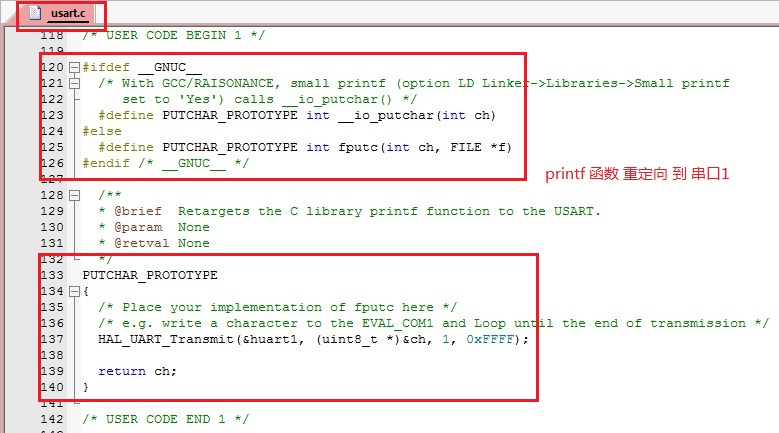 usart.c
118 /* USER CODE BEGIN 1 */
119
120 #ifdef __GNUC__
121 /* With GCC/RAISONANCE, small printf (option LD Linker->Libraries->Small printf
122 set to 'Yes') calls __io_putchar() */
123 #define PUTCHAR_PROTOTYPE int __io_putchar(int ch)
124 #else
125 #define PUTCHAR_PROTOTYPE int fputc(int ch, FILE *f)
126 #endif /* __GNUC__ */
127
printf 函数 重定向 到 串口1
128 /**
129 * @brief Retargets the C library printf function to the USART.
130 * @param None
131 * @retval None
132 */
133 PUTCHAR_PROTOTYPE
134 {
135 /* Place your implementation of fputc here */
136 /* e.g. write a character to the EVAL_COM1 and Loop until the end of transmission */
137 HAL_UART_Transmit(&huart1, (uint8_t *)&ch, 1, 0xFFFF);
138
139 return ch;
140 }
141
142 /* USER CODE END 1 */